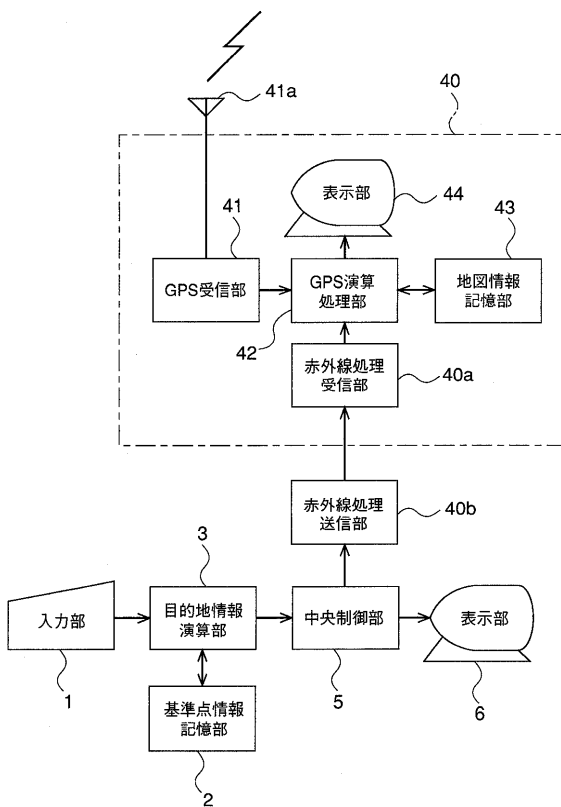 41a
40
表示部
44
41
43
GPS受信部
GPS演算
処理部
地図情報
記憶部
42
赤外線処理
受信部
40a
赤外線処理
送信部
40b
3
入力部
目的地情報
演算部
中央制御部
表示部
1
5
6
基準点情報
記憶部
2